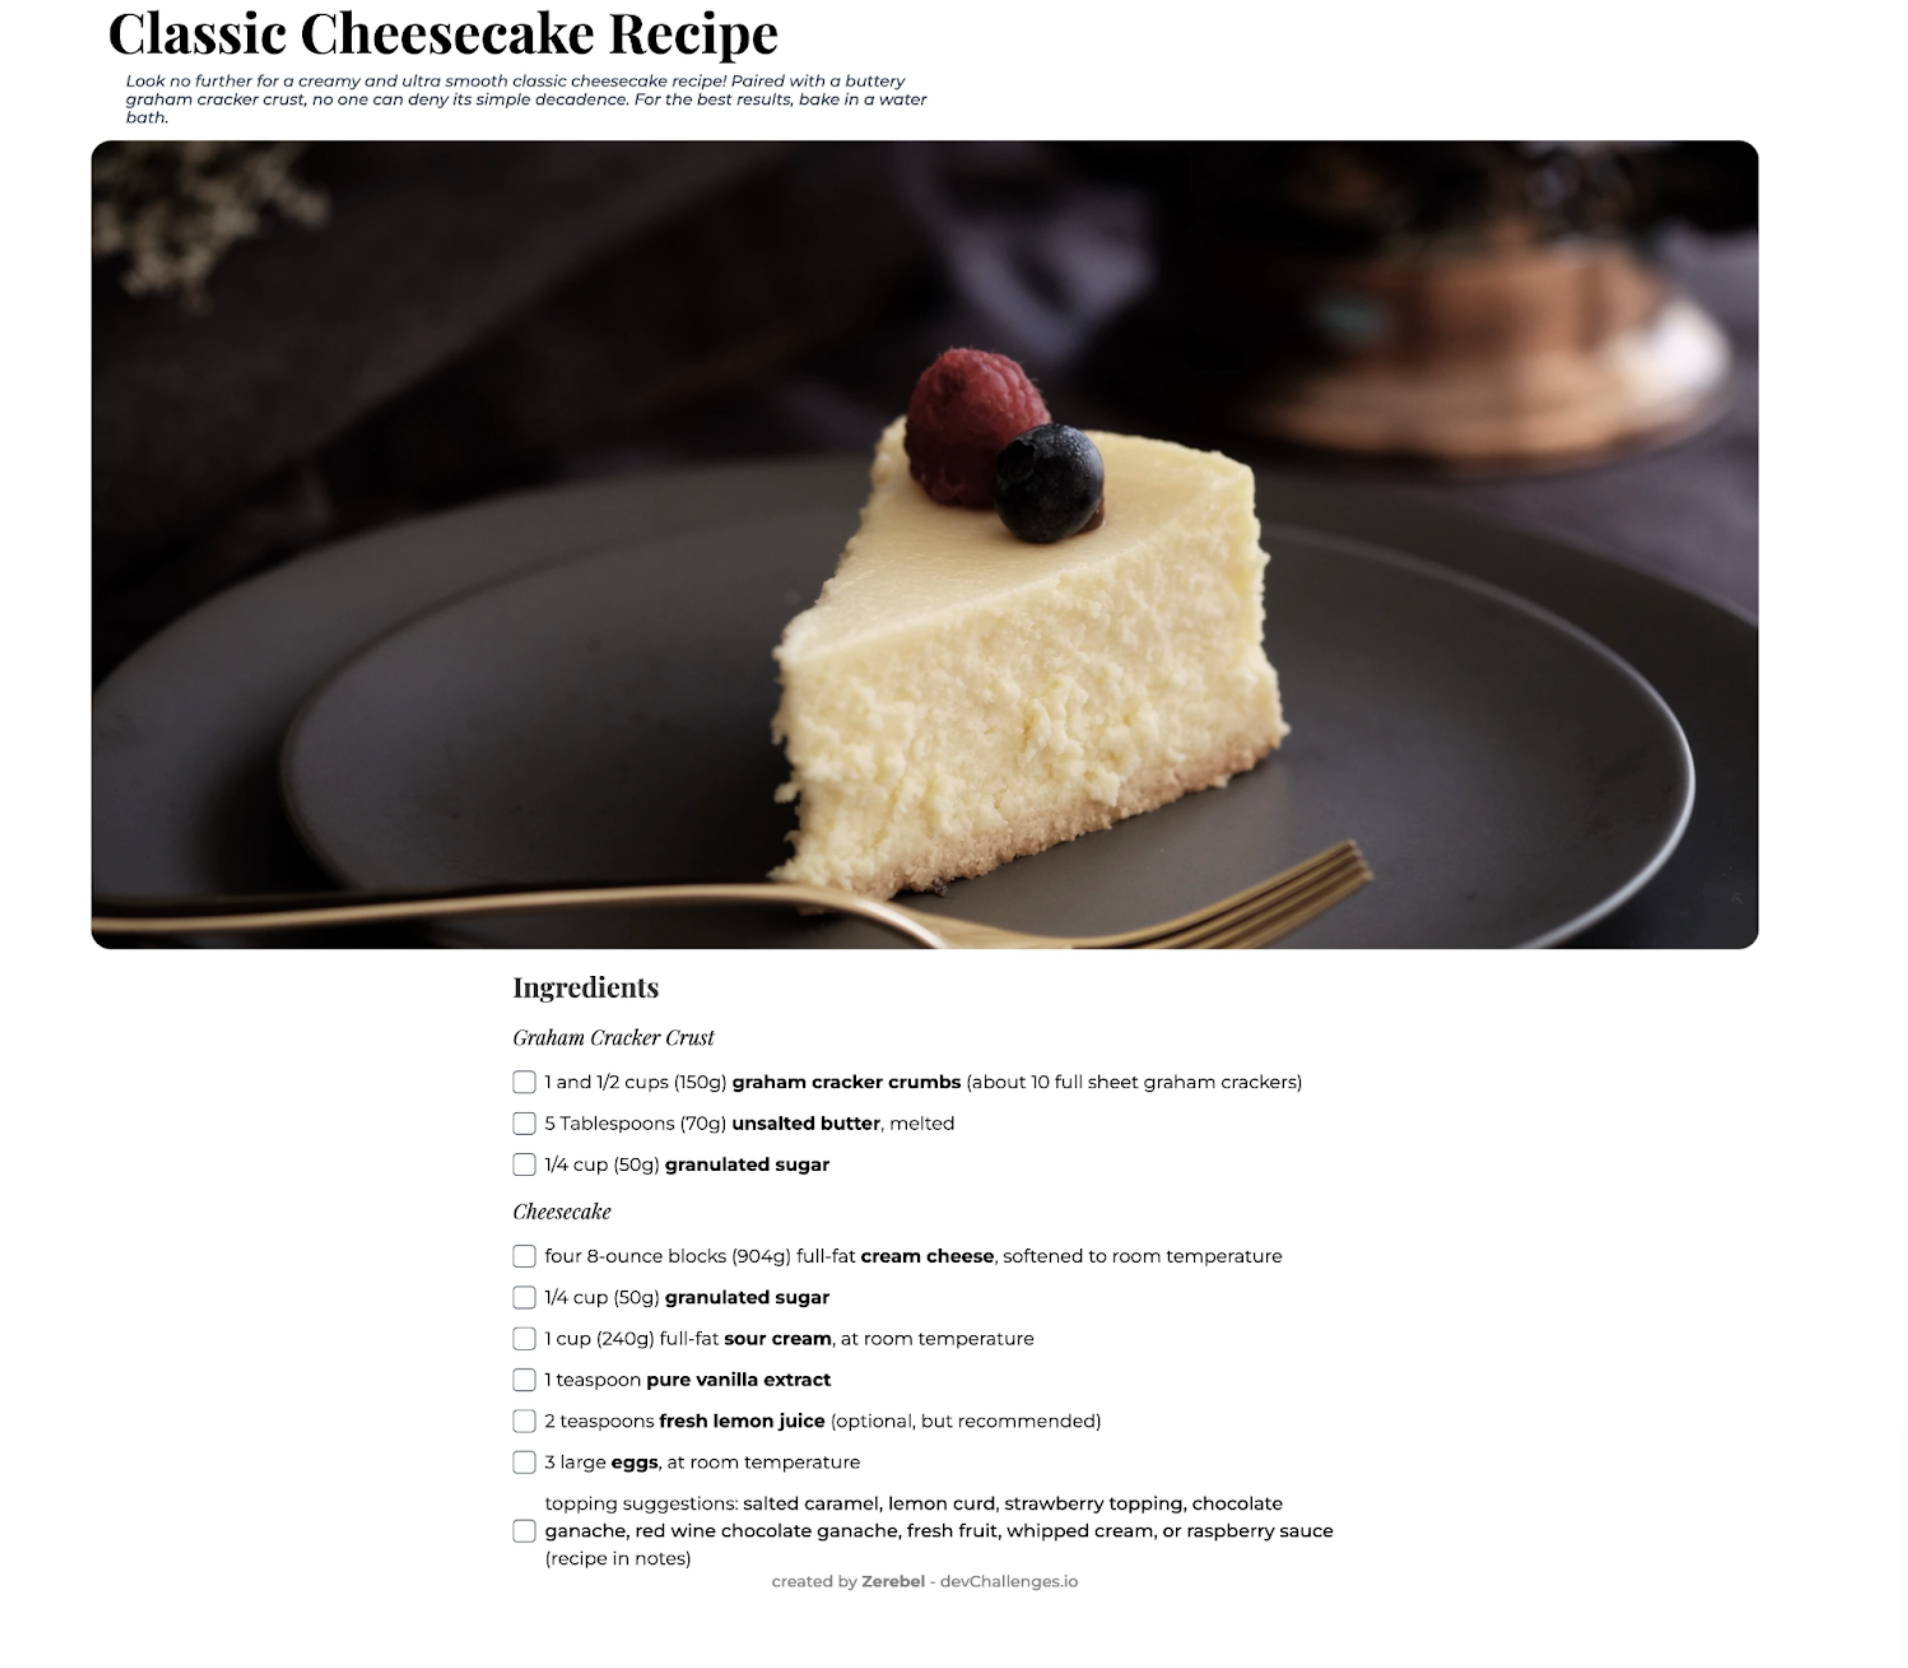 Classic Cheesecake Recipe
Look no further for a creamy and ultra smooth classic cheesecake recipe! Paired with a buttery
graham cracker crust, no one can deny its simple decadence. For the best results, bake in a water
bath.
Ingredients
Graham Cracker Crust
1 and 1/2 cups (150g) graham cracker crumbs (about 10 full sheet graham crackers)
5 Tablespoons (70g) unsalted butter, melted
1/4 cup (50g) granulated sugar
Cheesecake
four 8-ounce blocks (904g) full-fat cream cheese, softened to room temperature
1/4 cup (50g) granulated sugar
1 cup (240g) full-fat sour cream, at room temperature
1 teaspoon pure vanilla extract
2 teaspoons fresh lemon juice (optional, but recommended)
3 large eggs, at room temperature
topping suggestions: salted caramel, lemon curd, strawberry topping, chocolate
ganache, red wine chocolate ganache, fresh fruit, whipped cream, or raspberry sauce
(recipe in notes)
created by Zerebel - devChallenges.io